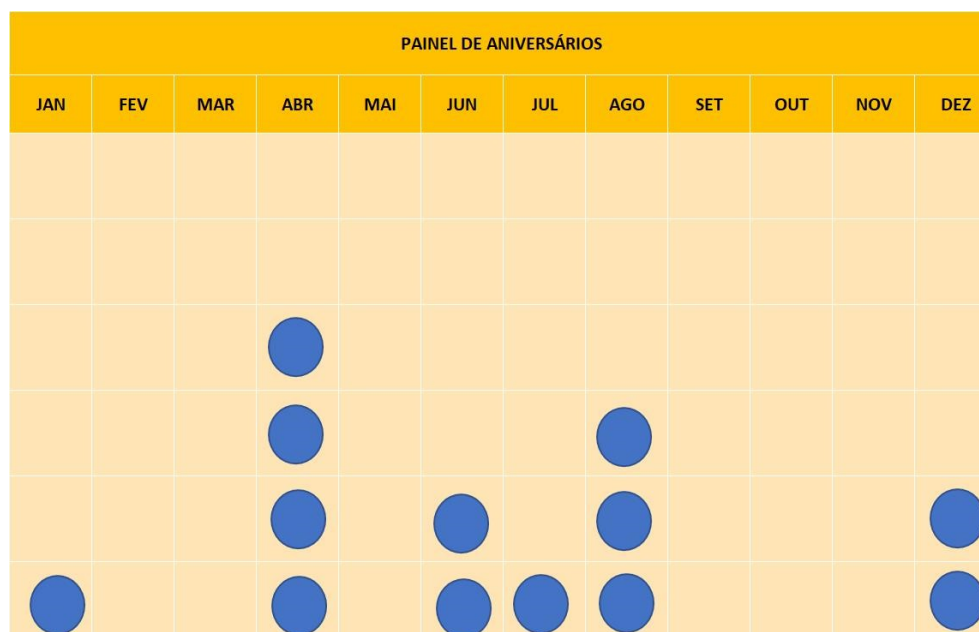 PAINEL DE ANIVERSÁRIOS
JAN FEV MAR ABR MAI JUN JUL AGO SET OUT NOV DEZ